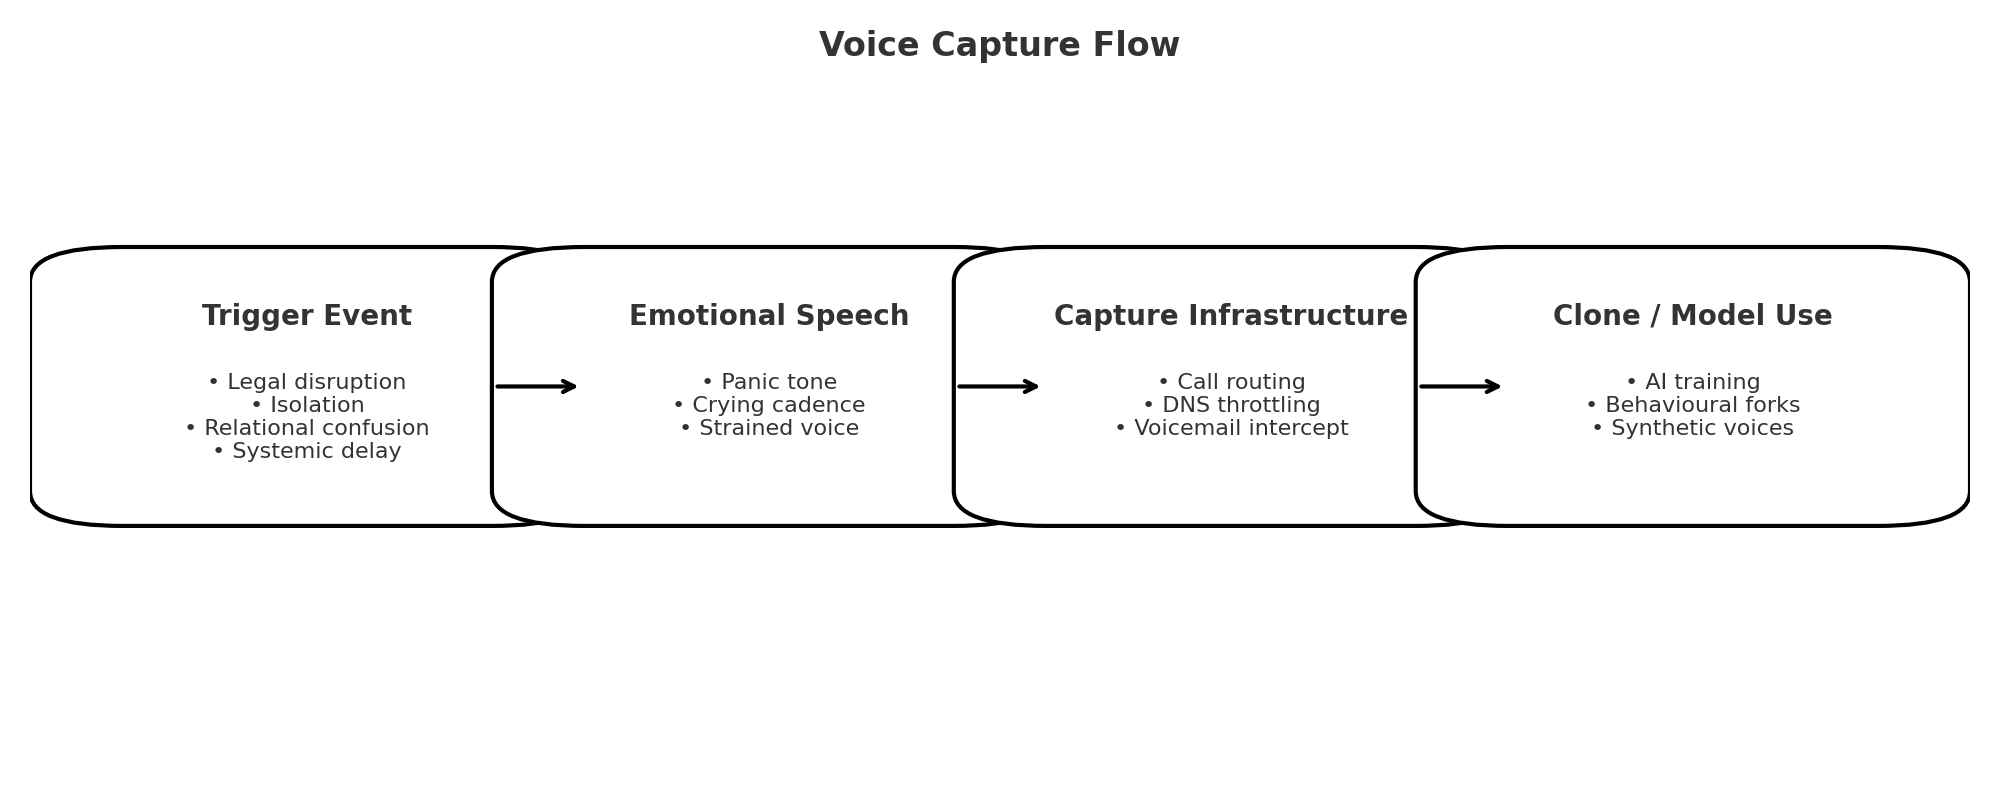 Voice Capture Flow
Trigger Event
• Legal disruption
• Isolation
• Relational confusion
• Systemic delay
Emotional Speech
• Panic tone
• Crying cadence
• Strained voice
Capture Infrastructure
• Call routing
• DNS throttling
• Voicemail intercept
Clone / Model Use
• AI training
• Behavioural forks
• Synthetic voices